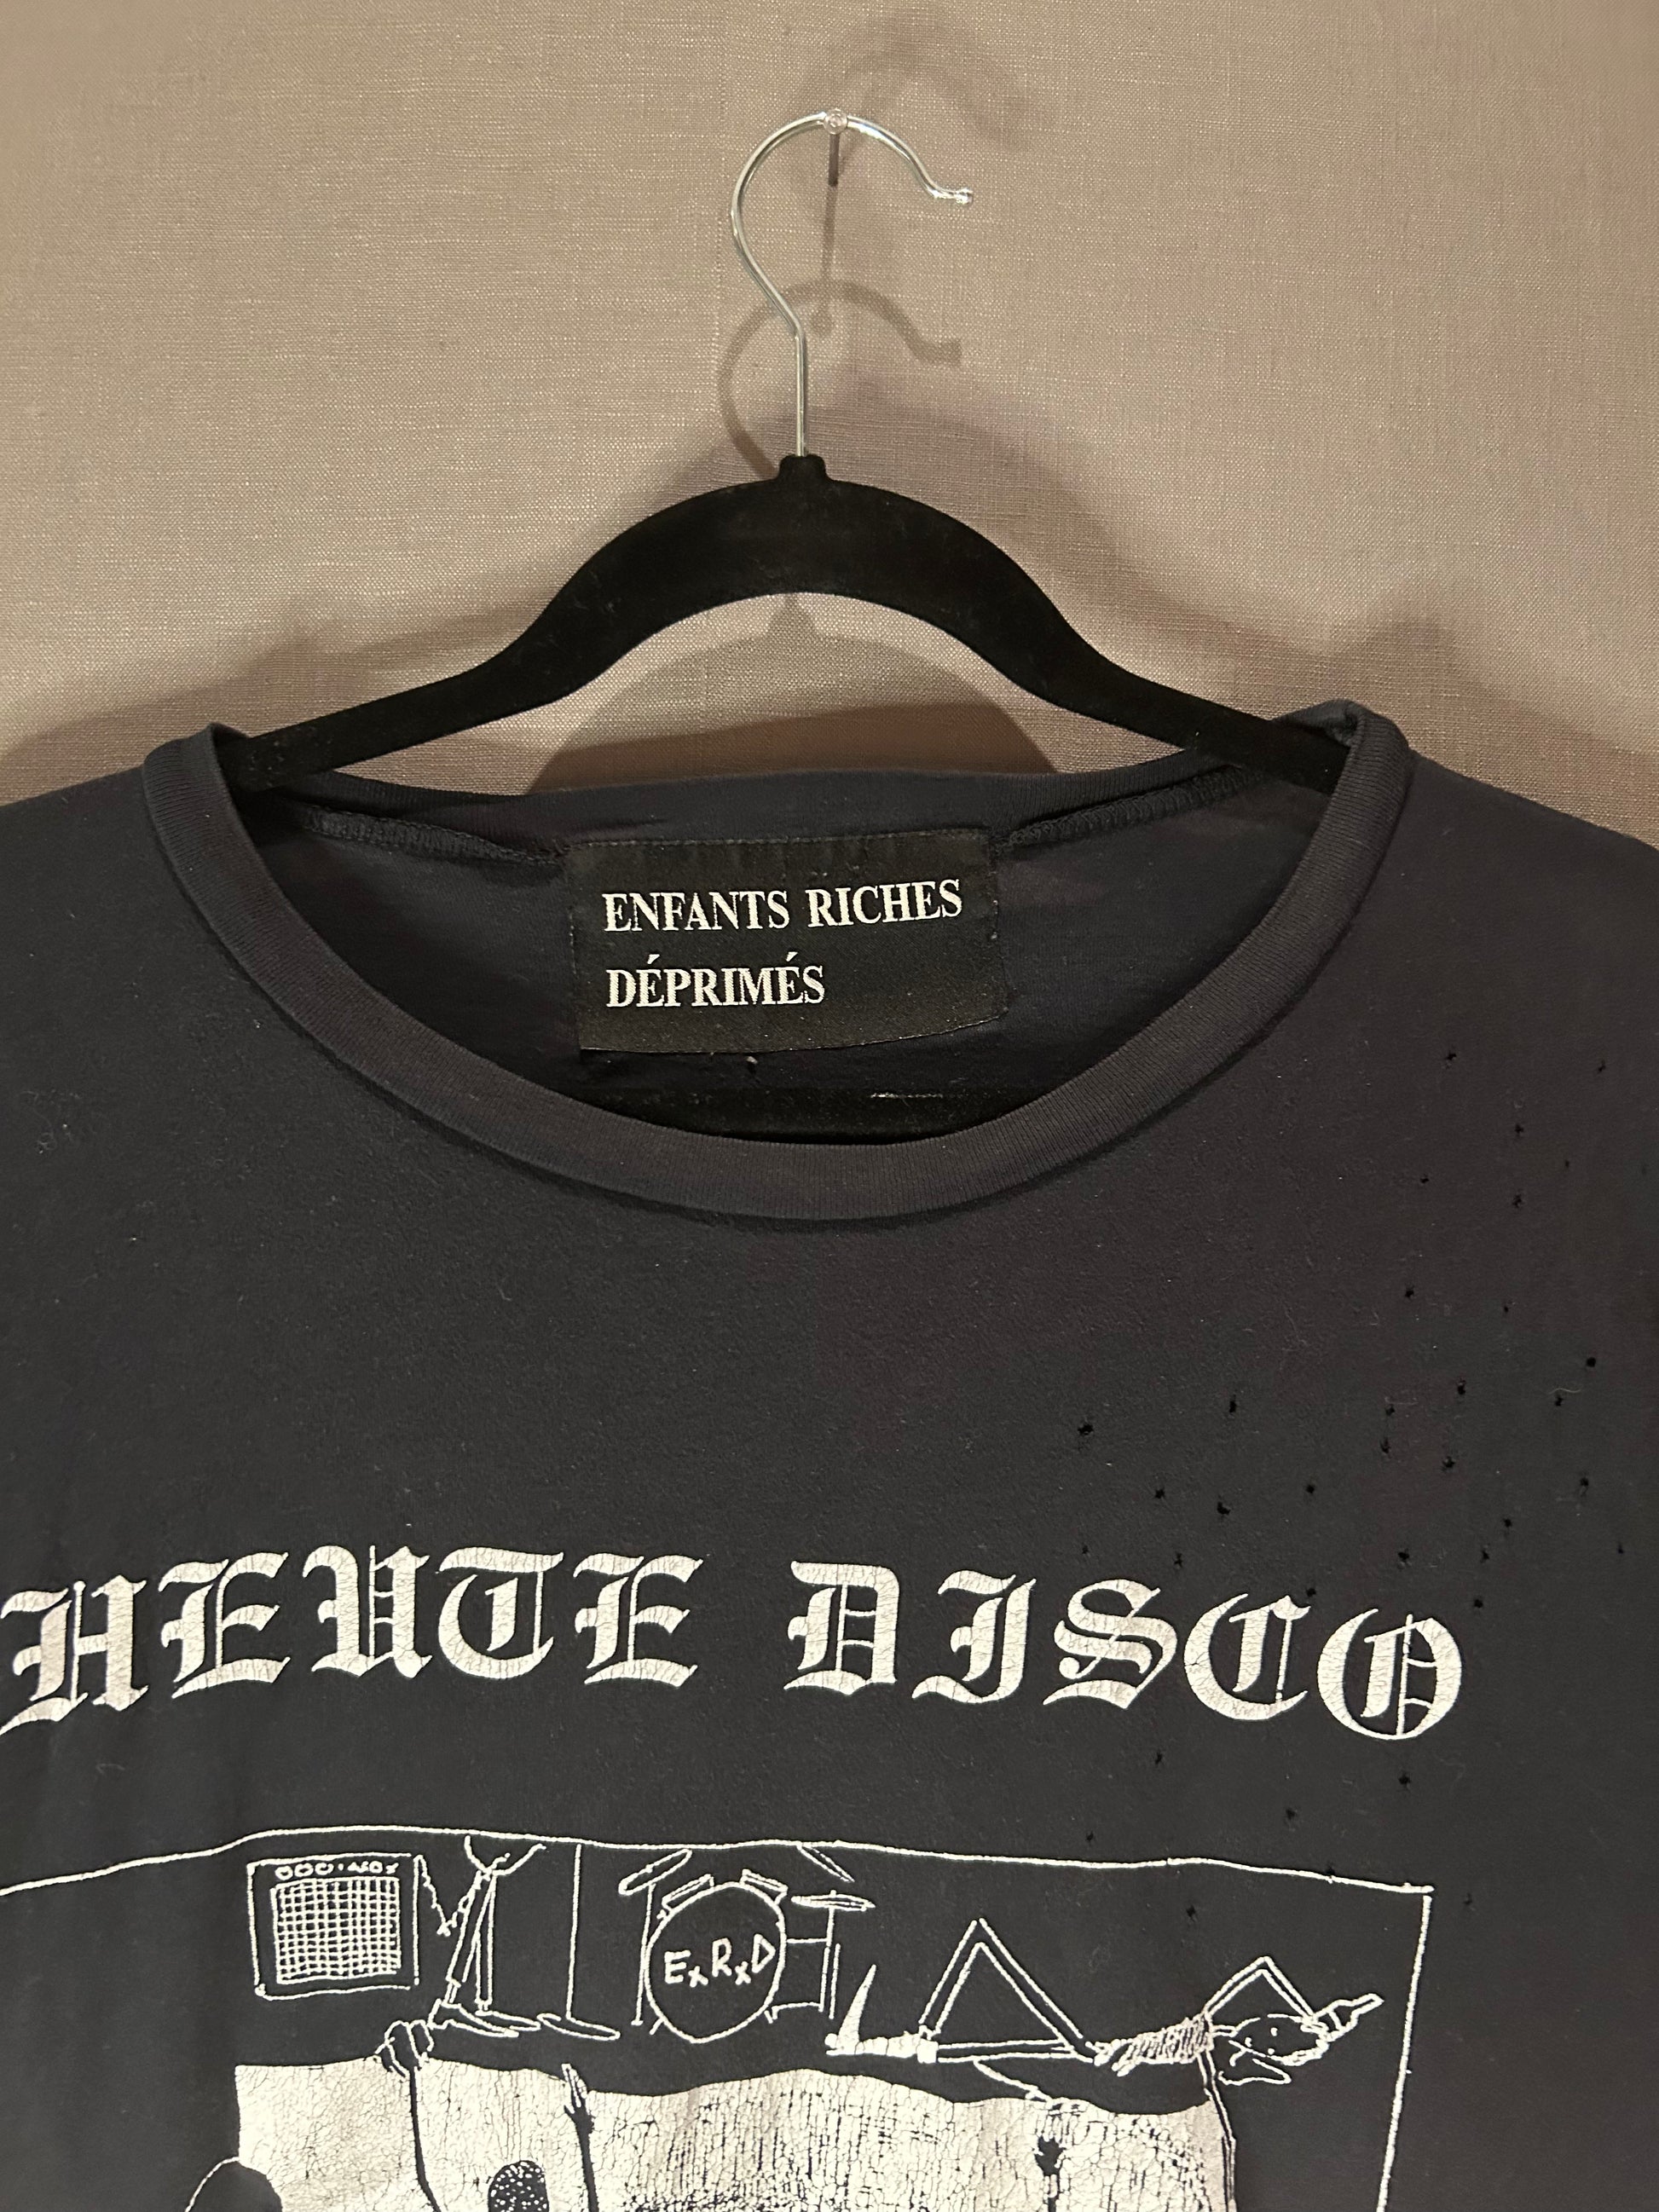 ENFANTS RICHES
DÉPRIMÉS
HEUTE DISCO
ExRxD